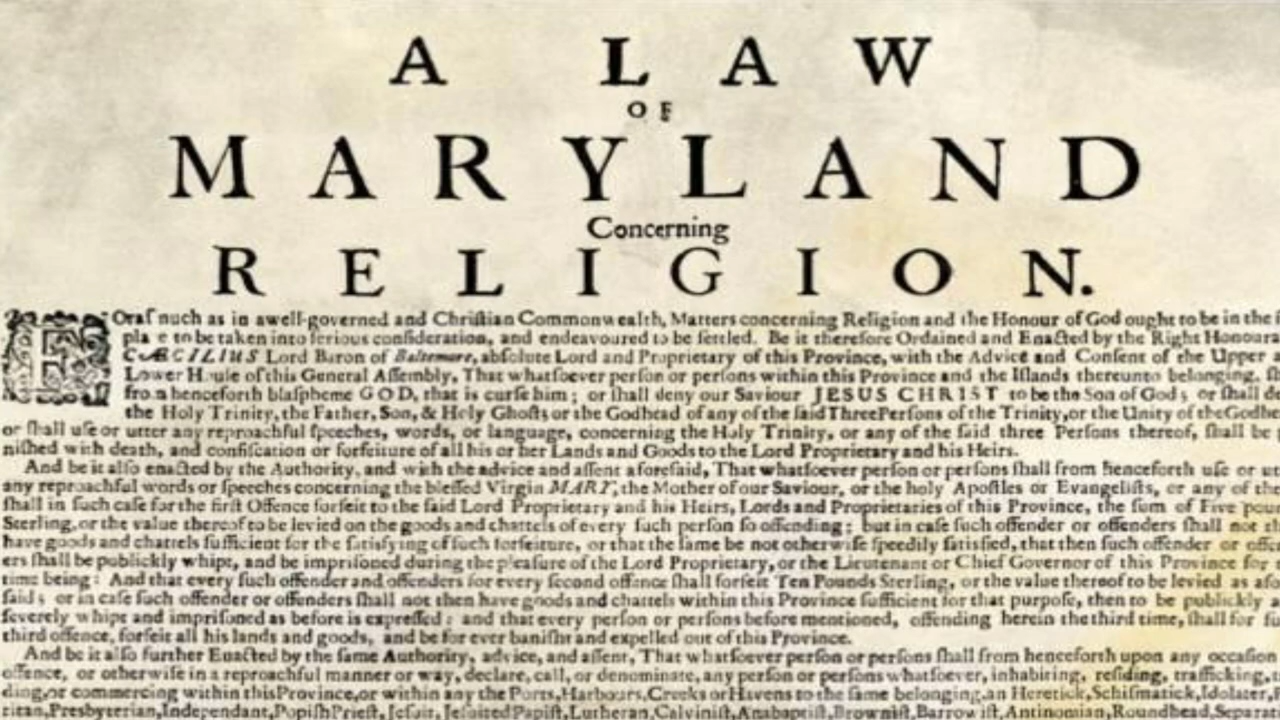 A LAW
OF
MARYLAND
Concerning
RELIGION.
Foraſmuch as in a well-governed and Chriſtian Commonwealth, Matters concerning Religion and the Honour of God ought to be in the
place to be taken into ſerious conſideration, and endeavoured to be ſettled. Be it therefore Ordained and Enacted by the Right
CÆCILIUS Lord Baron of Baltemore, abſolute Lord and Proprietary of this Province, with the Advice and Conſent of the Upper
Lower Houſe of this General Aſſembly, That whatſoever perſon or perſons within this Province and the Iſlands thereunto belonging,
from henceforth blaſpheme GOD, that is curſe him; or ſhall deny our Saviour JESUS CHRIST to be the Son of God; or ſhall
the Holy Trinity, the Father, Son, & Holy Ghoſt; or the Godhead of any of the ſaid Three Perſons of the Trinity, or the Unity of the
or ſhall uſe or utter any reproachful ſpeeches, words, or language, concerning the Holy Trinity, or any of the ſaid three Perſons thereof, ſhall be
niſhed with death, and confiſcation or forfeiture of all his or her Lands and Goods to the Lord Proprietary and his Heirs.
And be it alſo enacted by the Authority, and with the advice and aſſent aforeſaid, That whatſoever perſon or perſons ſhall from henceforth uſe or
any reproachful words or ſpeeches concerning the bleſſed Virgin MARY, the Mother of our Saviour, or the holy Apoſtles or Evangeliſts, or any of
ſhall in ſuch caſe for the firſt Offence forfeit to the ſaid Lord Proprietary and his Heirs, Lords and Proprietaries of this Province, the ſum of Five
Sterling, or the value thereof to be levied on the goods and chattels of every ſuch perſon ſo offending; but in caſe ſuch offender or offenders ſhall not
have goods and chattels ſufficient for the ſatisfying of ſuch forfeiture, or that the ſame be not otherwiſe ſpeedily ſatisfied, that then ſuch offender or
ers ſhall be publickly whipt, and be impriſoned during the pleaſure of the Lord Proprietary, or the Lieutenant or Chief Governor of this Province for
time being: And that every ſuch offender and offenders for every ſecond offence ſhall forfeit Ten Pounds Sterling, or the value thereof to be levied as
ſaid; or in caſe ſuch offender or offenders ſhall not then have goods and chattels within this Province ſufficient for that purpoſe, then to be publickly
ſeverely whipt and impriſoned as before is expreſſed: and that every perſon or perſons before mentioned, offending herein the third time, ſhall for
third offence, forfeit all his lands and goods, and be for ever baniſht and expelled out of this Province.
And be it alſo further Enacted by the ſame Authority, advice, and aſſent, That whatſoever perſon or perſons ſhall from henceforth upon any occaſion
offence, or otherwiſe in a reproachful manner or way, declare, call, or denominate, any perſon or perſons whatſoever, inhabiting, reſiding, trafficking,
ding, or commercing within this Province, or within any the Ports, Harbours, Creeks or Havens to the ſame belonging, an Heretick, Schiſmatick, Idolater,
ritan, Presbyterian, Independant, Popiſh Prieſt, Jeſuit, Jeſuited Papiſt, Lutheran, Calviniſt, Anabaptiſt, Browniſt, Barrowiſt, Antinomian, Roundhead,